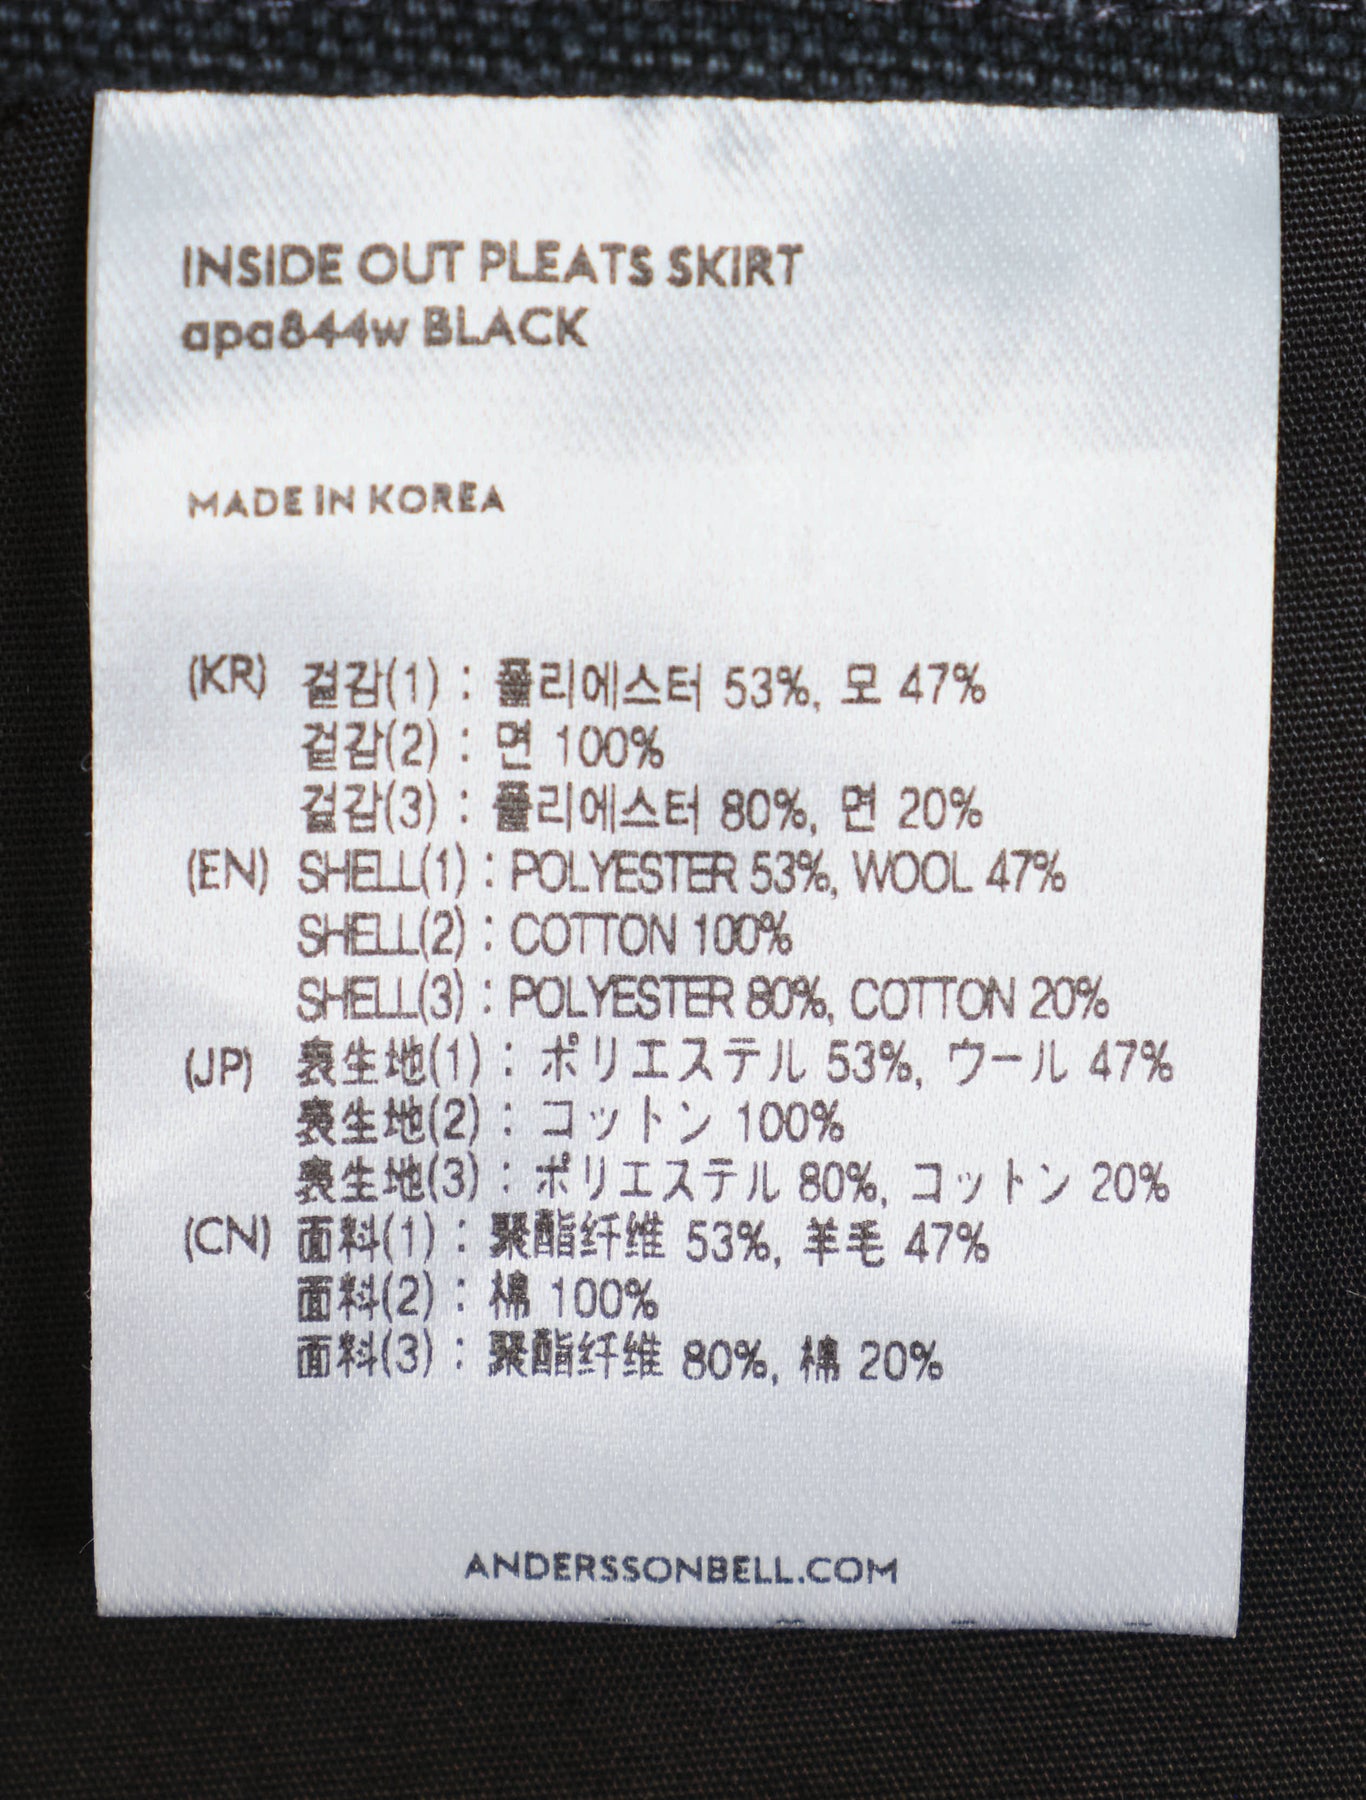 INSIDE OUT PLEATS SKIRT
apa844w BLACK
MADE IN KOREA
(KR) 겉감(1) : 폴리에스터 53%, 모 47%
겉감(2) : 면 100%
겉감(3) : 폴리에스터 80%, 면 20%
(EN) SHELL(1) : POLYESTER 53%, WOOL 47%
SHELL(2) : COTTON 100%
SHELL(3) : POLYESTER 80%, COTTON 20%
(JP) 表生地(1) : ポリエステル 53%, ウール 47%
表生地(2) : コットン 100%
表生地(3) : ポリエステル 80%, コットン 20%
(CN) 面料(1) : 聚酯纤维 53%, 羊毛 47%
面料(2) : 棉 100%
面料(3) : 聚酯纤维 80%, 棉 20%
ANDERSSONBELL.COM